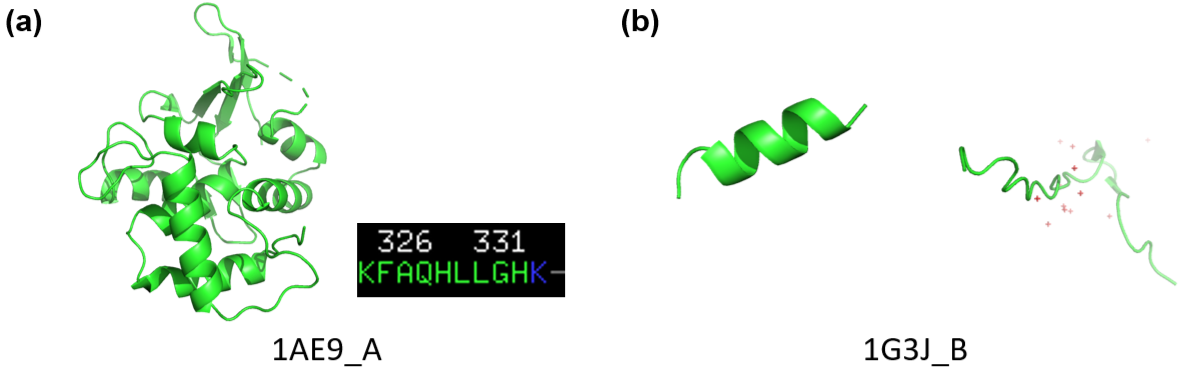 (a)
(b)
326 331
KFAQHLLGHK–
1AE9_A
1G3J_B